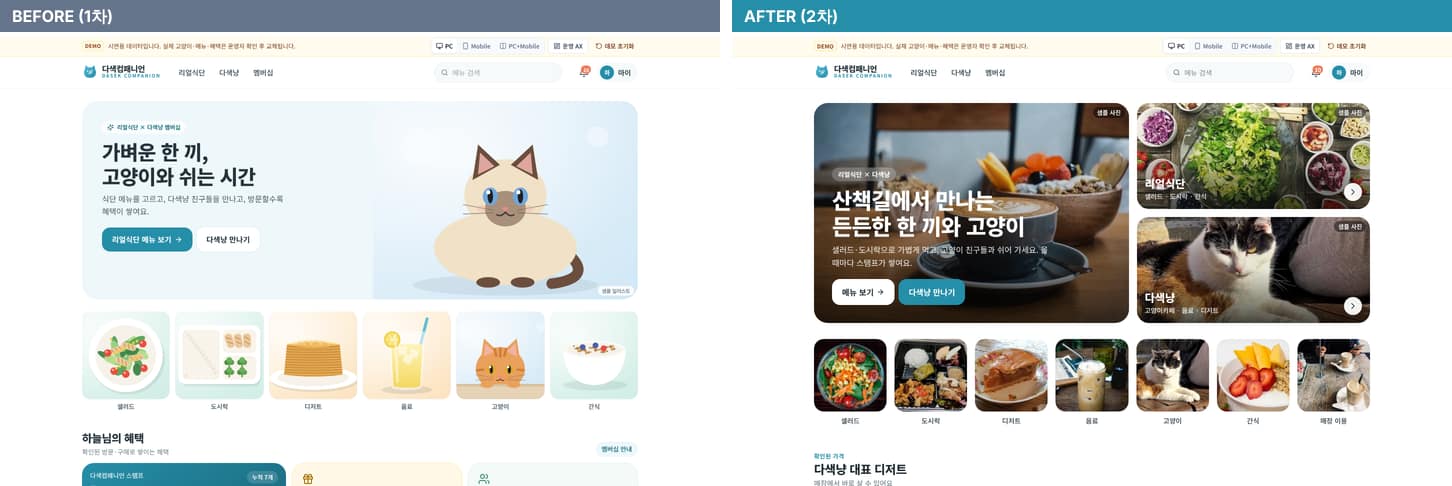 BEFORE (1차)
DEMO 시연용 데이터입니다. 실제 고양이·메뉴·혜택은 운영자 확인 후 교체됩니다.
PC Mobile PC+Mobile 운영 AX 데모 초기화
다색컴패니언
DASEK COMPANION
리얼식단 다색냥 멤버십
메뉴 검색
하 마이
리얼식단 × 다색냥 멤버십
가벼운 한 끼,
고양이와 쉬는 시간
식단 메뉴를 고르고, 다색냥 친구들을 만나고, 방문할수록
혜택이 쌓여요.
리얼식단 메뉴 보기 → 다색냥 만나기
샘플 일러스트
샐러드 도시락 디저트 음료 고양이 간식
하늘님의 혜택
확인된 방문·구매로 쌓이는 혜택
멤버십 안내
다색컴패니언 스탬프
누적 7개
AFTER (2차)
DEMO 시연용 데이터입니다. 실제 고양이·메뉴·혜택은 운영자 확인 후 교체됩니다.
PC Mobile PC+Mobile 운영 AX 데모 초기화
다색컴패니언
DASEK COMPANION
리얼식단 다색냥 멤버십
메뉴 검색
하 마이
샘플 사진
리얼식단 × 다색냥
산책길에서 만나는
든든한 한 끼와 고양이
샐러드·도시락으로 가볍게 먹고, 고양이 친구들과 쉬어 가세요. 올
때마다 스탬프가 쌓여요.
메뉴 보기 → 다색냥 만나기
샘플 사진
리얼식단
샐러드 · 도시락 · 간식
샘플 사진
다색냥
고양이카페 · 음료 · 디저트
샐러드 도시락 디저트 음료 고양이 간식 매장 이용
확인된 가격
다색냥 대표 디저트
매장에서 바로 살 수 있어요